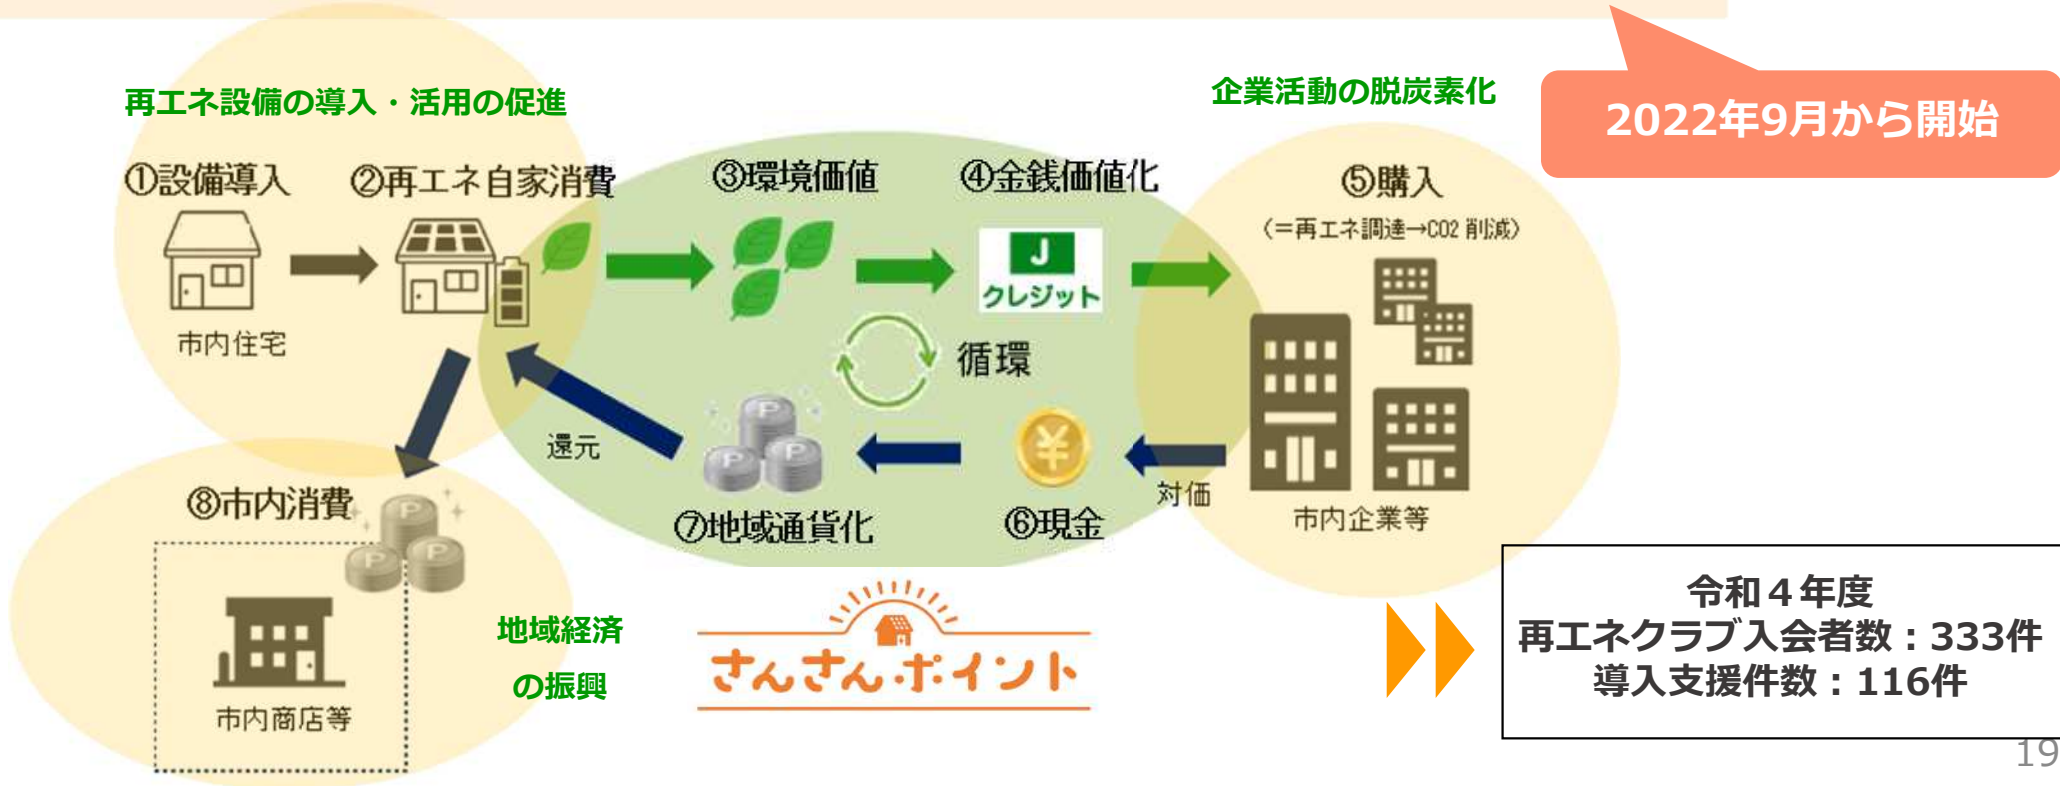 再エネ設備の導入・活用の促進
企業活動の脱炭素化
2022年9月から開始
①設備導入
②再エネ自家消費
③環境価値
④金銭価値化
⑤購入
（＝再エネ調達→CO2 削減）
J
クレジット
市内住宅
循環
還元
P
P
P
¥
対価
⑧市内消費
P
P
P
⑦地域通貨化
⑥現金
市内企業等
地域経済
の振興
市内商店等
さんさんポイント
令和４年度
再エネクラブ入会者数：333件
導入支援件数：116件
19